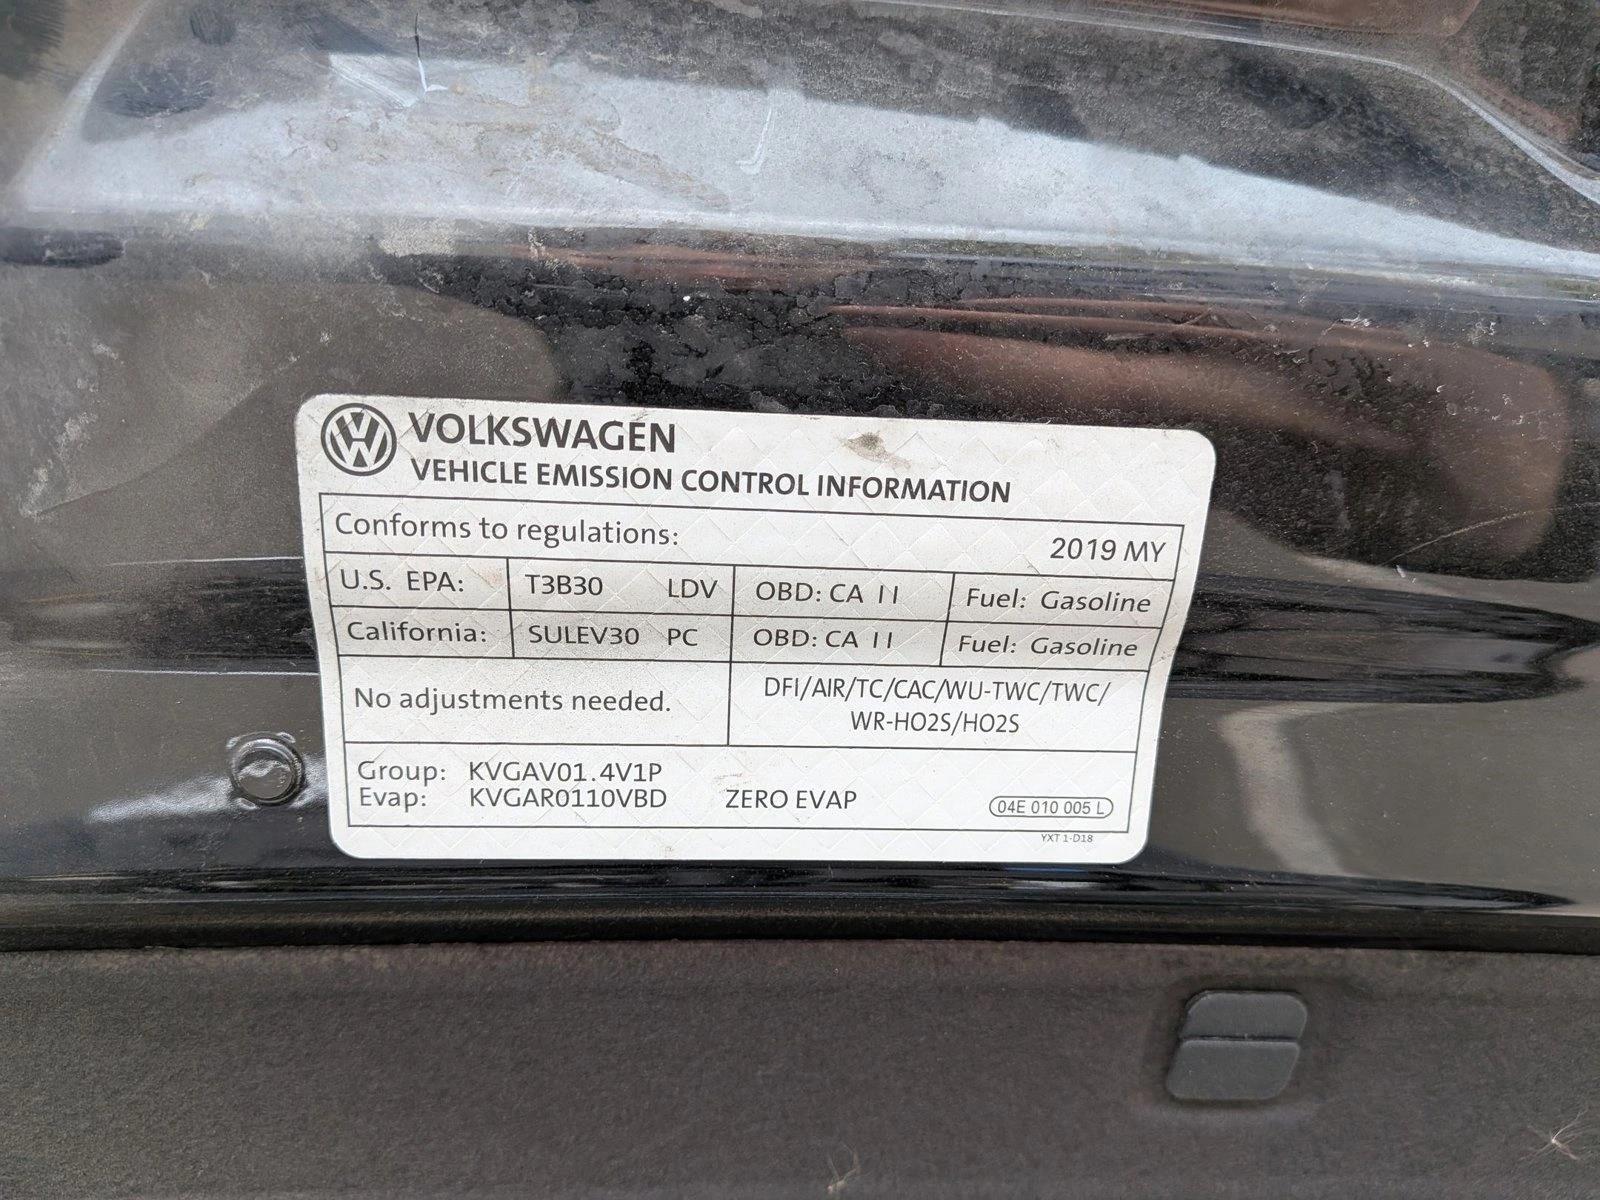 VOLKSWAGEN
VEHICLE EMISSION CONTROL INFORMATION
Conforms to regulations: 2019 MY
U.S. EPA: T3B30 LDV OBD: CA II Fuel: Gasoline
California: SULEV30 PC OBD: CA II Fuel: Gasoline
No adjustments needed.
DFI/AIR/TC/CAC/WU-TWC/TWC/
WR-HO2S/HO2S
Group: KVGAV01.4V1P
Evap: KVGAR0110VBD ZERO EVAP 04E 010 005 L
YXT 1-D18